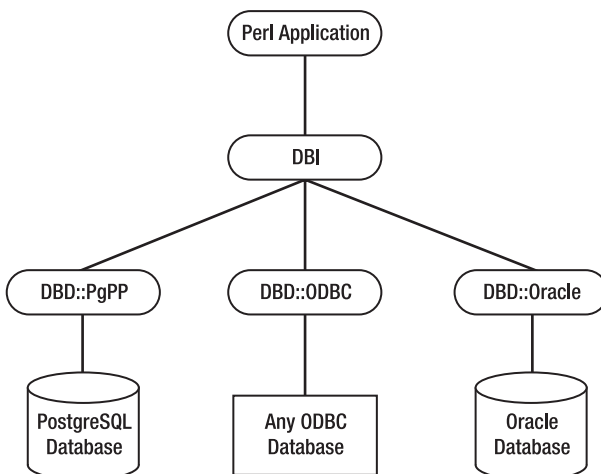 Perl Application
DBI
DBD::PgPP
DBD::ODBC
DBD::Oracle
PostgreSQL
Database
Any ODBC
Database
Oracle
Database